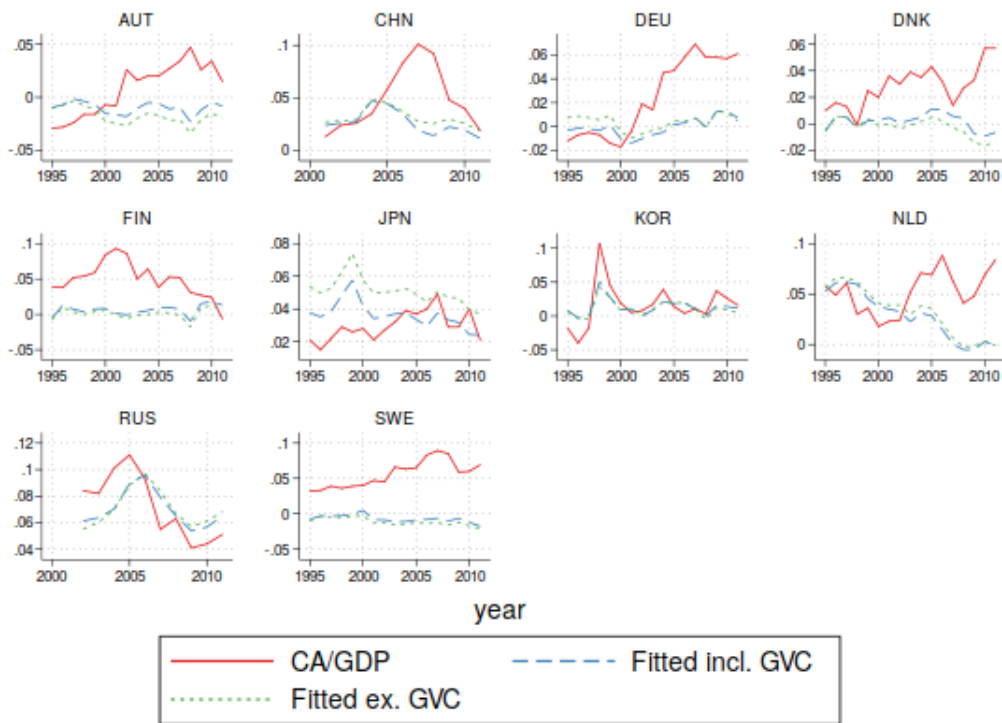 AUT CHN DEU DNK
.05 .1 .06 .06
.04 .04
0 .05 .02 .02
0 0
-.05 0 -.02 -.02
1995 2000 2005 2010 2000 2005 2010 1995 2000 2005 2010 1995 2000 2005 2010
FIN JPN KOR NLD
.1 .08 .1 .1
.05 .06 .05 .05
0 .04 0
-.05 .02 -.05 0
1995 2000 2005 2010 1995 2000 2005 2010 1995 2000 2005 2010 1995 2000 2005 2010
RUS SWE
.12 .1
.1 .05
.08 0
.06
.04 -.05
2000 2005 2010 1995 2000 2005 2010
year
CA/GDP Fitted incl. GVC
Fitted ex. GVC